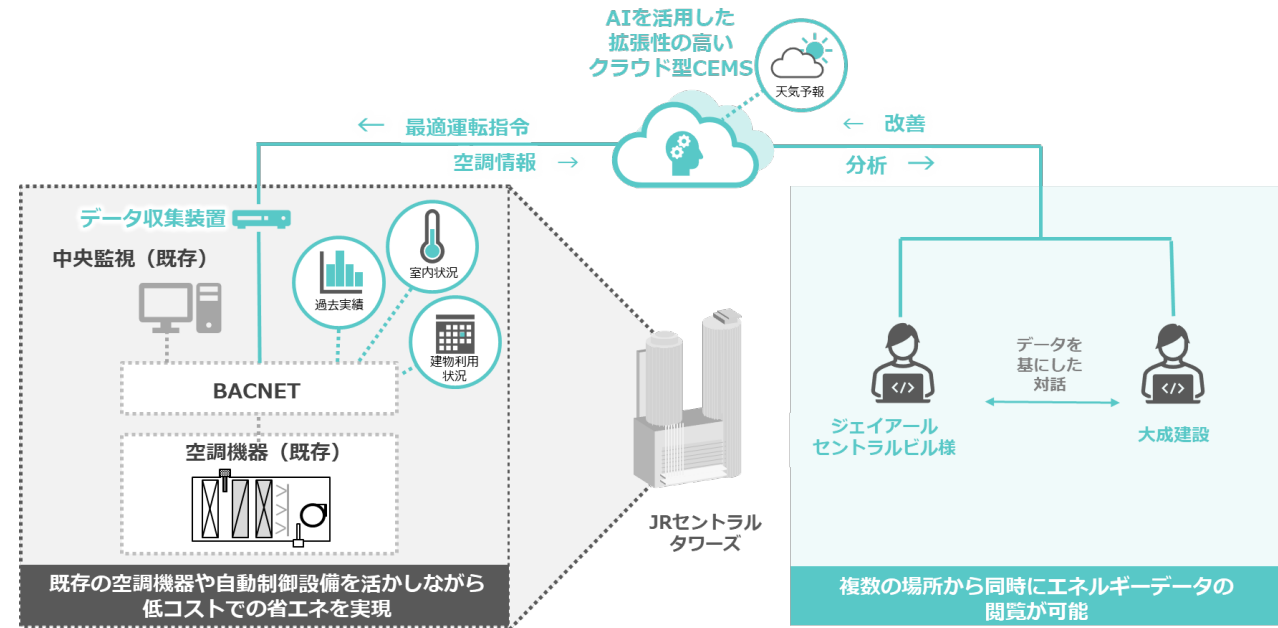 AIを活用した
拡張性の高い
クラウド型CEMS
天気予報
← 最適運転指令
空調情報 →
← 改善
分析 →
データ収集装置
中央監視（既存）
過去実績
室内状況
建物利用
状況
BACNET
空調機器（既存）
既存の空調機器や自動制御設備を活かしながら
低コストでの省エネを実現
JRセントラル
タワーズ
</>
ジェイアール
セントラルビル様
データを
基にした
対話
</>
大成建設
複数の場所から同時にエネルギーデータの
閲覧が可能